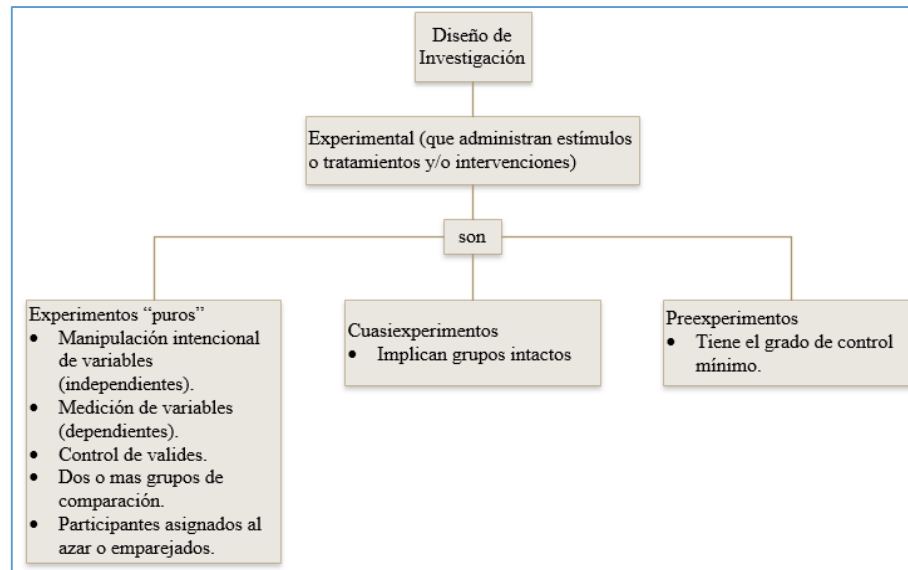 Diseño de
Investigación
Experimental (que administran estímulos
o tratamientos y/o intervenciones)
son
Experimentos “puros”
• Manipulación intencional
de variables
(independientes).
• Medición de variables
(dependientes).
• Control de valides.
• Dos o mas grupos de
comparación.
• Participantes asignados al
azar o emparejados.
Cuasiexperimentos
• Implican grupos intactos
Preexperimentos
• Tiene el grado de control
mínimo.